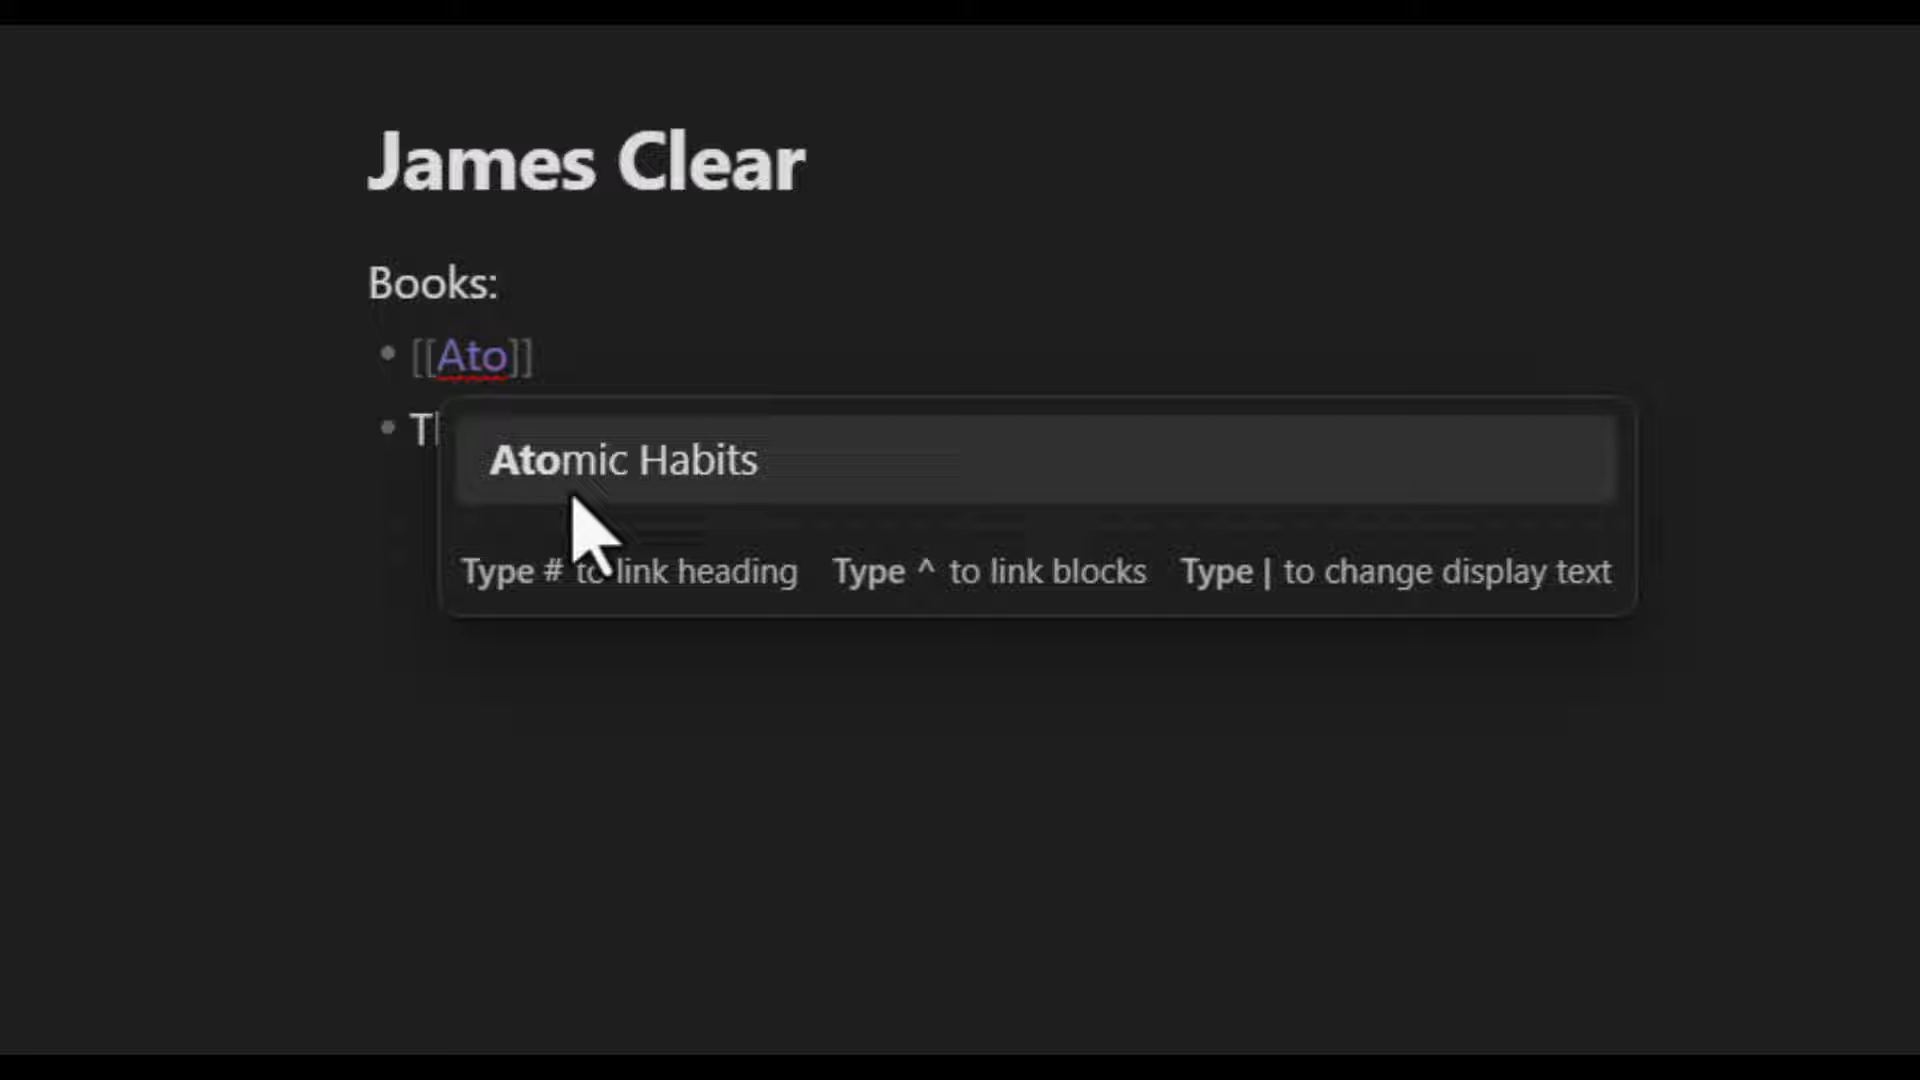 James Clear
Books:
[[Ato]]
Atomic Habits
Type # to link heading Type ^ to link blocks Type | to change display text